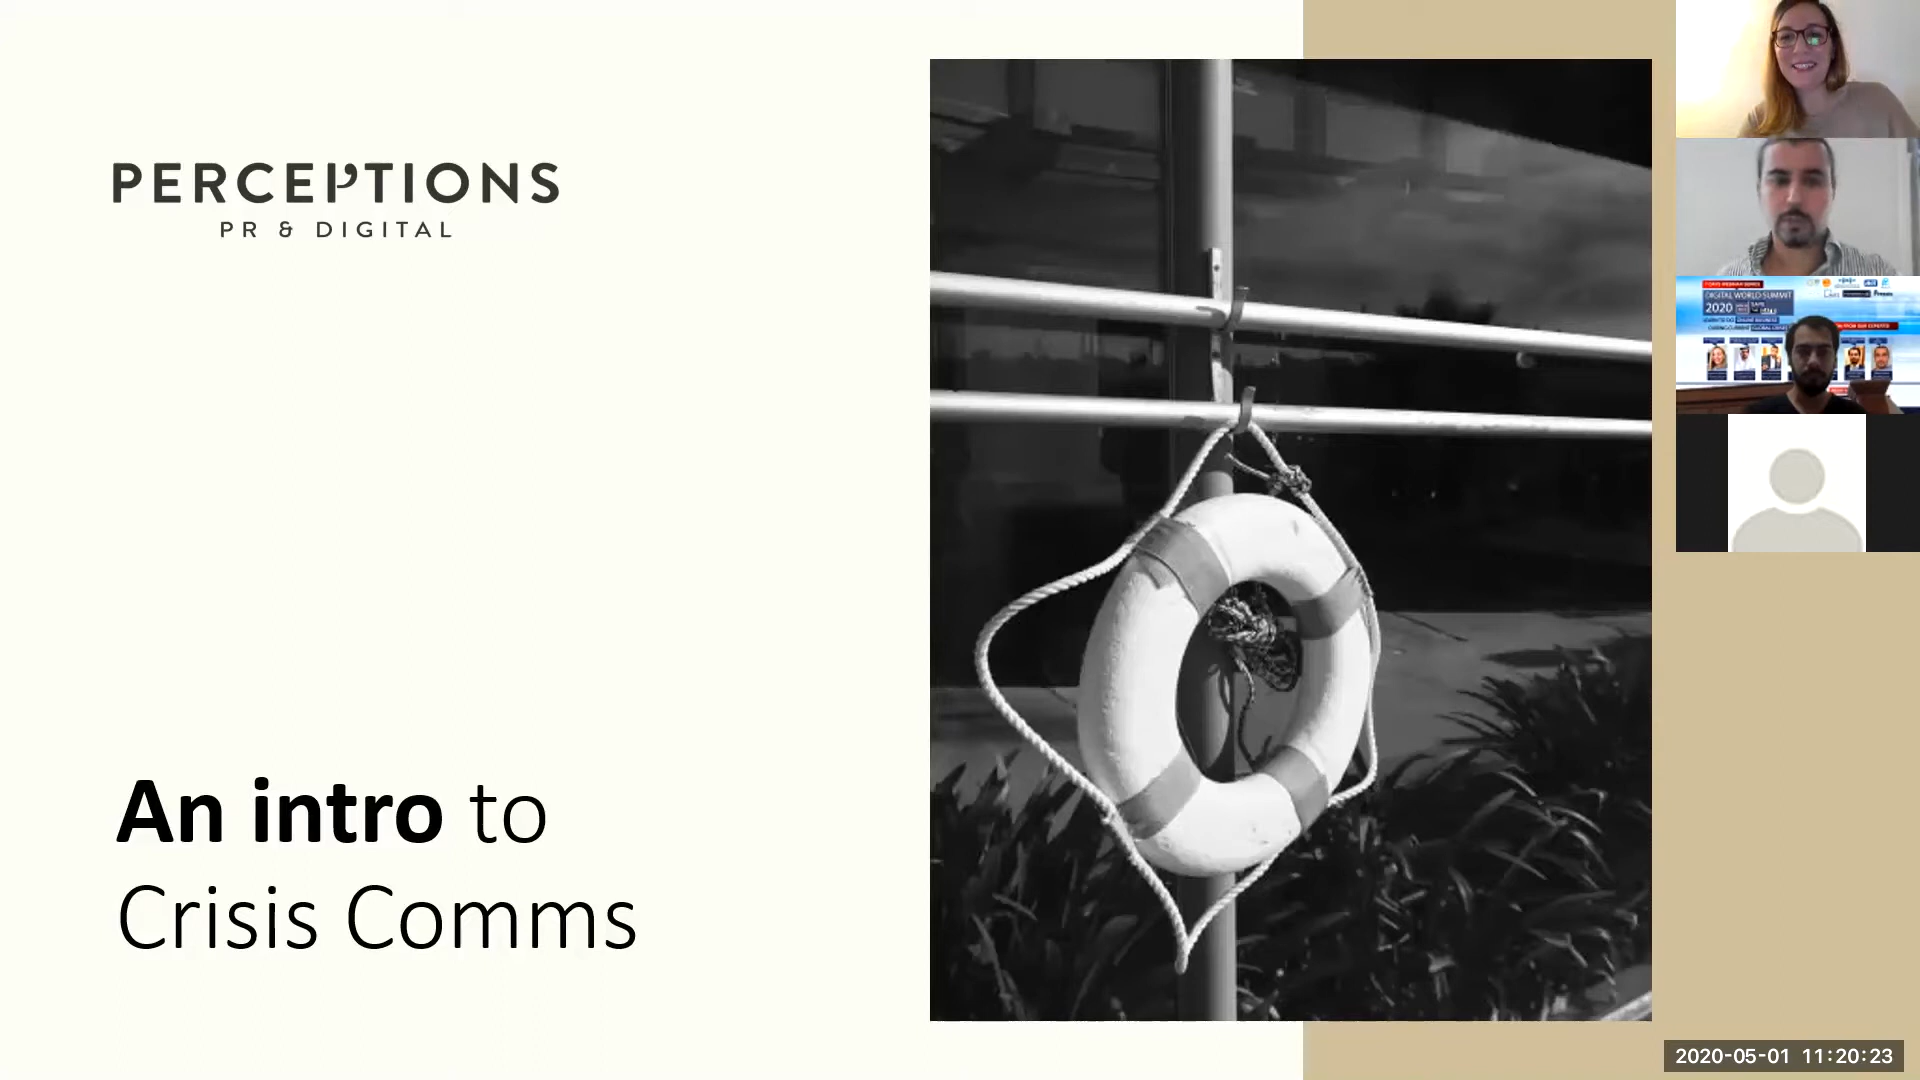 PERCEPTIONS
PR & DIGITAL
An intro to
Crisis Comms
DIGITAL WORLD SUMMIT
2020
2020-05-01 11:20:23